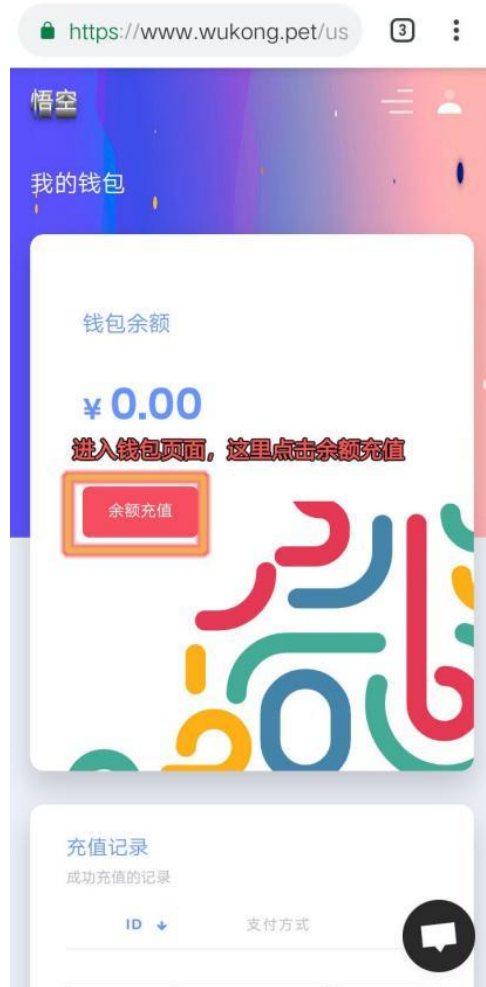 https://www.wukong.pet/us
3
悟空
我的钱包
钱包余额
¥ 0.00
进入钱包页面，这里点击余额充值
余额充值
充值记录
成功充值的记录
ID ↓ 支付方式